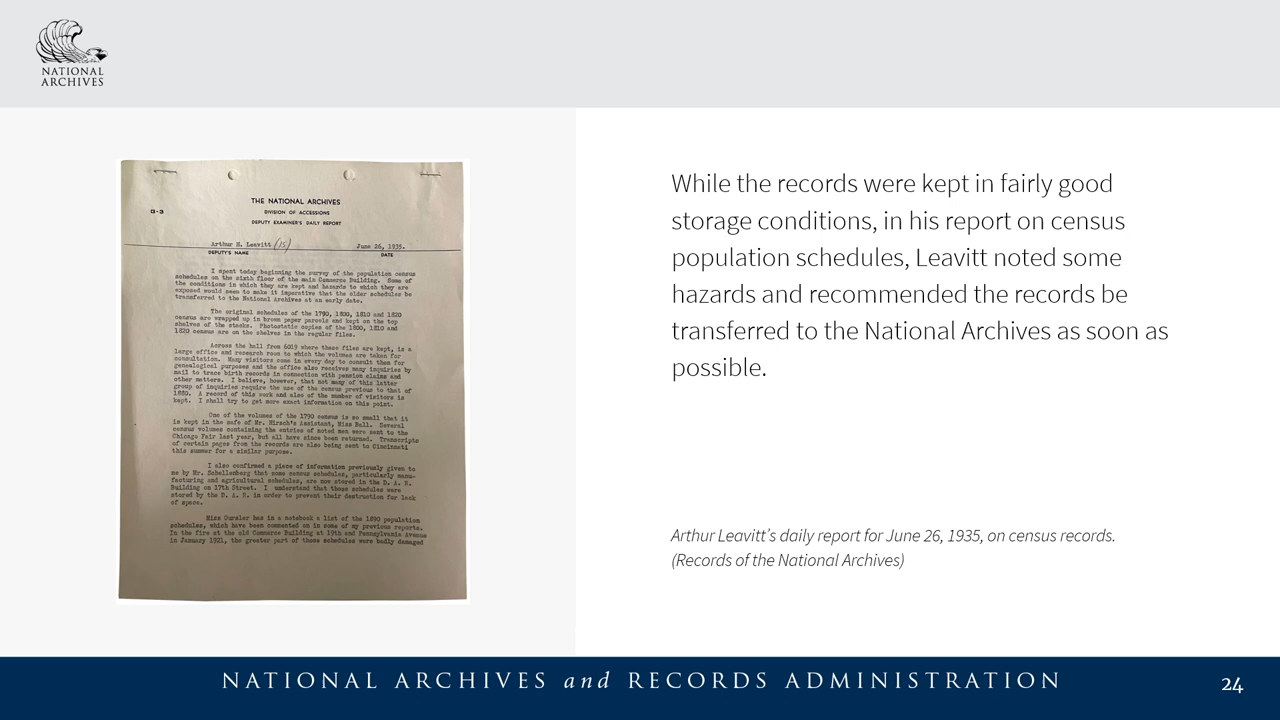 NATIONAL
ARCHIVES
THE NATIONAL ARCHIVES
DIVISION OF ACCESSIONS
DEPUTY EXAMINER'S DAILY REPORT
G-3
Arthur H. Leavitt (15)
June 26, 1935.
DEPUTY'S NAME
DATE
I spent today beginning the survey of the population census
schedules on the sixth floor of the main Commerce Building. Some of
the conditions in which they are kept and hazards to which they are
exposed would seem to make it imperative that the older schedules be
transferred to the National Archives at an early date.
The original schedules of the 1790, 1800, 1810 and 1820
census are wrapped up in brown paper parcels and kept on the top
shelves of the stacks. Photostatic copies of the 1800, 1810 and
1820 census are on the shelves in the regular files.
Across the hall from 6019 where these files are kept, is a
large office and research room to which the volumes are taken for
consultation. Many visitors come in every day to consult them for
genealogical purposes and the office also receives many inquiries by
mail to trace birth records in connection with pension claims and
other matters. I believe, however, that not many of this latter
group of inquiries require the use of the census previous to that of
1880. A record of this work and also of the number of visitors is
kept. I shall try to get more exact information on this point.
One of the volumes of the 1790 census is so small that it
is kept in the safe of Mr. Hirsch's Assistant, Miss Bell. Several
census volumes containing the entries of noted men were sent to the
Chicago Fair last year, but all have since been returned. Transcripts
of certain pages from the records are also being sent to Cincinnati
this summer for a similar purpose.
I also confirmed a piece of information previously given to
me by Mr. Schellenberg that some census schedules, particularly manu-
facturing and agricultural schedules, are now stored in the D. A. R.
Building on 17th Street. I understand that these schedules were
stored by the D. A. R. in order to prevent their destruction for lack
of space.
Miss Oursler has in a notebook a list of the 1890 population
schedules, which have been commented on in some of my previous reports.
In the fire at the old Commerce Building at 19th and Pennsylvania Avenue
in January 1921, the greater part of those schedules were badly damaged
While the records were kept in fairly good
storage conditions, in his report on census
population schedules, Leavitt noted some
hazards and recommended the records be
transferred to the National Archives as soon as
possible.
Arthur Leavitt's daily report for June 26, 1935, on census records.
(Records of the National Archives)
NATIONAL ARCHIVES and RECORDS ADMINISTRATION
24